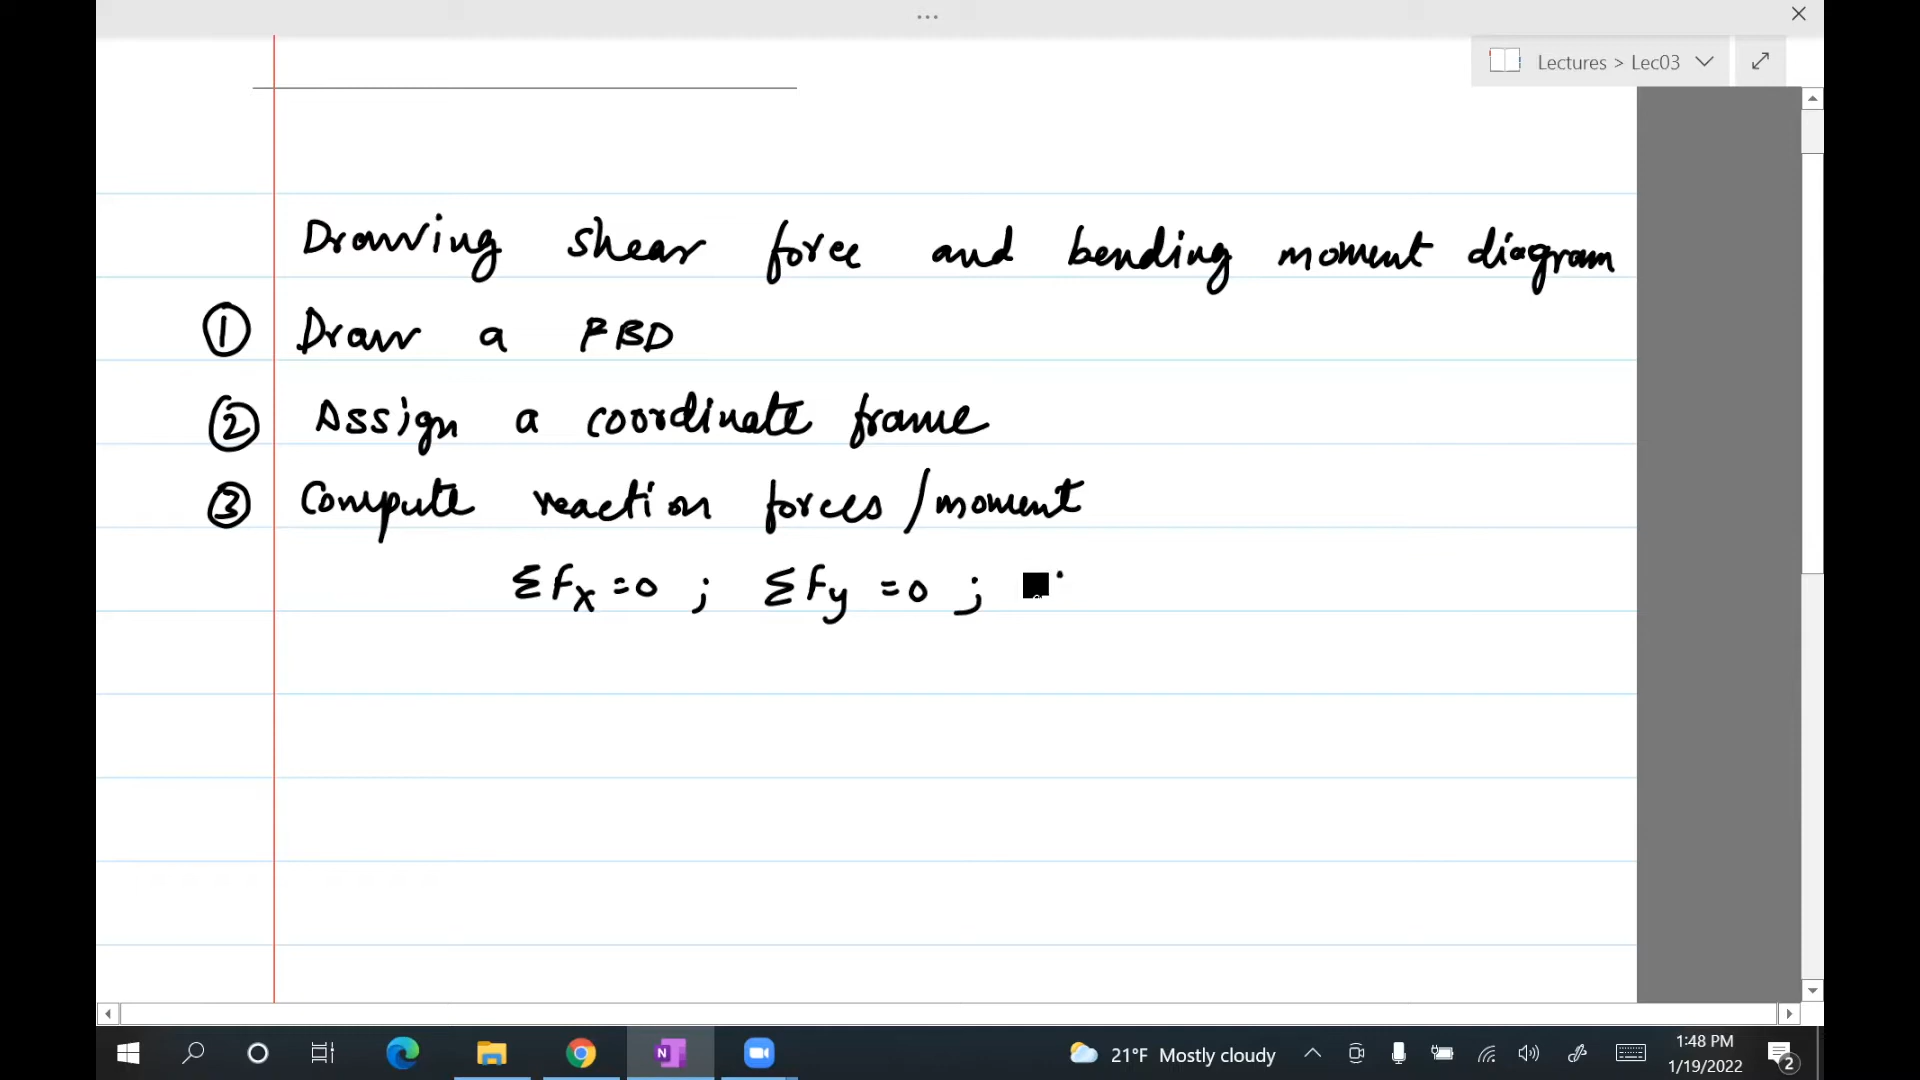 ...
Lectures > Lec03
Drawing shear force and bending moment diagram
① Draw a FBD
② Assign a coordinate frame
③ Compute reaction forces/moment
ΣFx=0 ; ΣFy=0 ;
21°F Mostly cloudy
1:48 PM
1/19/2022
2